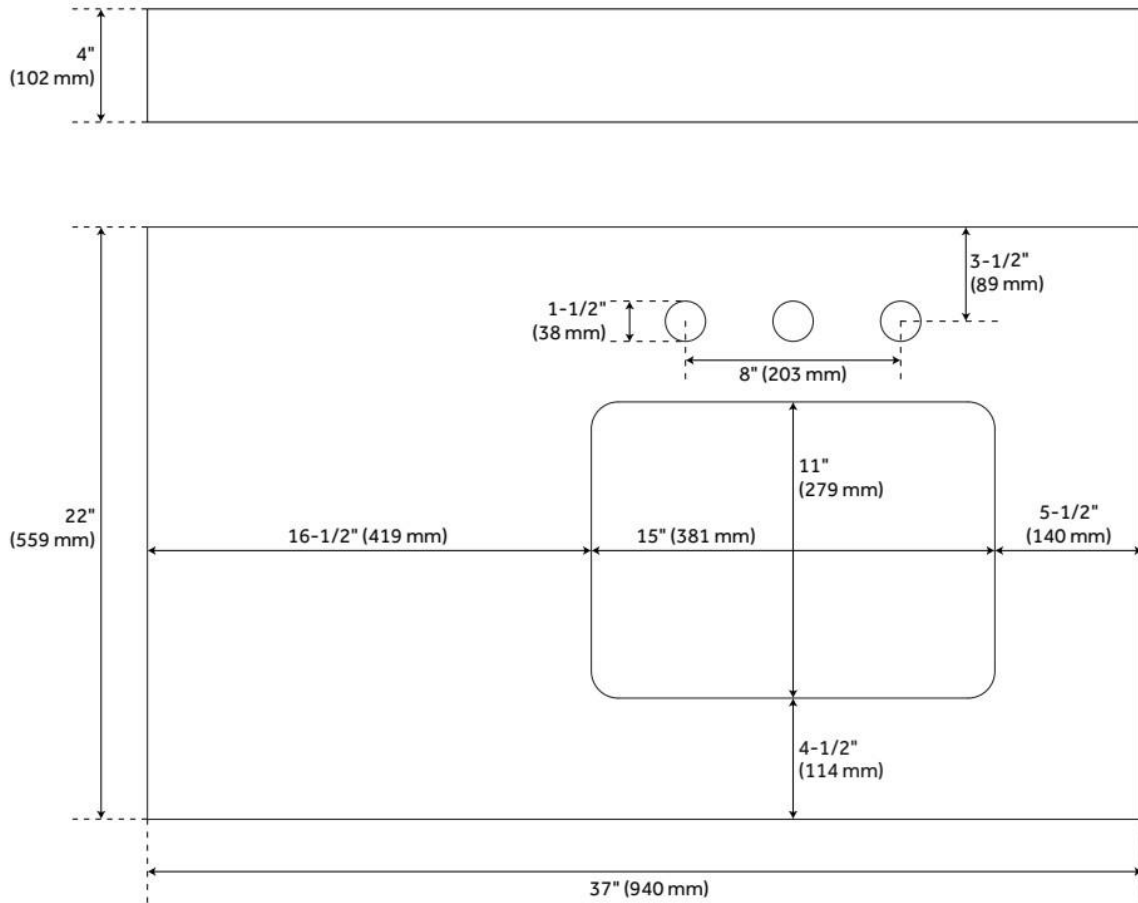 4"
(102 mm)
3-1/2"
(89 mm)
1-1/2"
(38 mm)
8" (203 mm)
11"
(279 mm)
22"
(559 mm)
16-1/2" (419 mm)
15" (381 mm)
5-1/2"
(140 mm)
4-1/2"
(114 mm)
37" (940 mm)